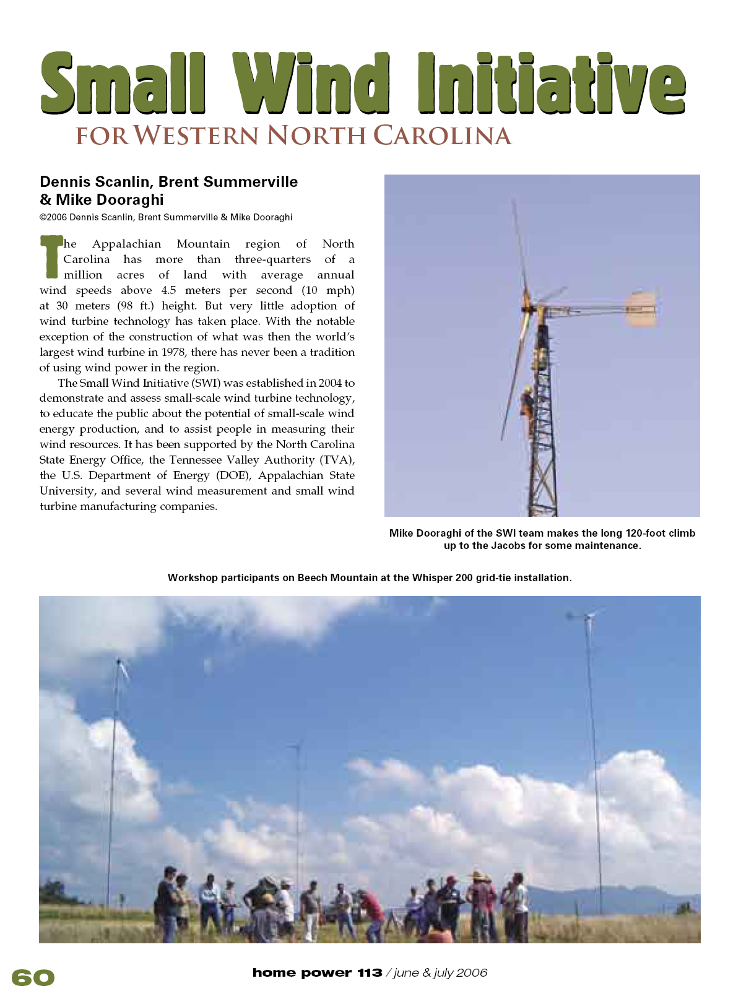 Small Wind Initiative
FOR WESTERN NORTH CAROLINA
Dennis Scanlin, Brent Summerville
& Mike Dooraghi
©2006 Dennis Scanlin, Brent Summerville & Mike Dooraghi
The Appalachian Mountain region of North
Carolina has more than three-quarters of a
million acres of land with average annual
wind speeds above 4.5 meters per second (10 mph)
at 30 meters (98 ft.) height. But very little adoption of
wind turbine technology has taken place. With the notable
exception of the construction of what was then the world's
largest wind turbine in 1978, there has never been a tradition
of using wind power in the region.
The Small Wind Initiative (SWI) was established in 2004 to
demonstrate and assess small-scale wind turbine technology,
to educate the public about the potential of small-scale wind
energy production, and to assist people in measuring their
wind resources. It has been supported by the North Carolina
State Energy Office, the Tennessee Valley Authority (TVA),
the U.S. Department of Energy (DOE), Appalachian State
University, and several wind measurement and small wind
turbine manufacturing companies.
Mike Dooraghi of the SWI team makes the long 120-foot climb
up to the Jacobs for some maintenance.
Workshop participants on Beech Mountain at the Whisper 200 grid-tie installation.
60
home power 113 / june & july 2006